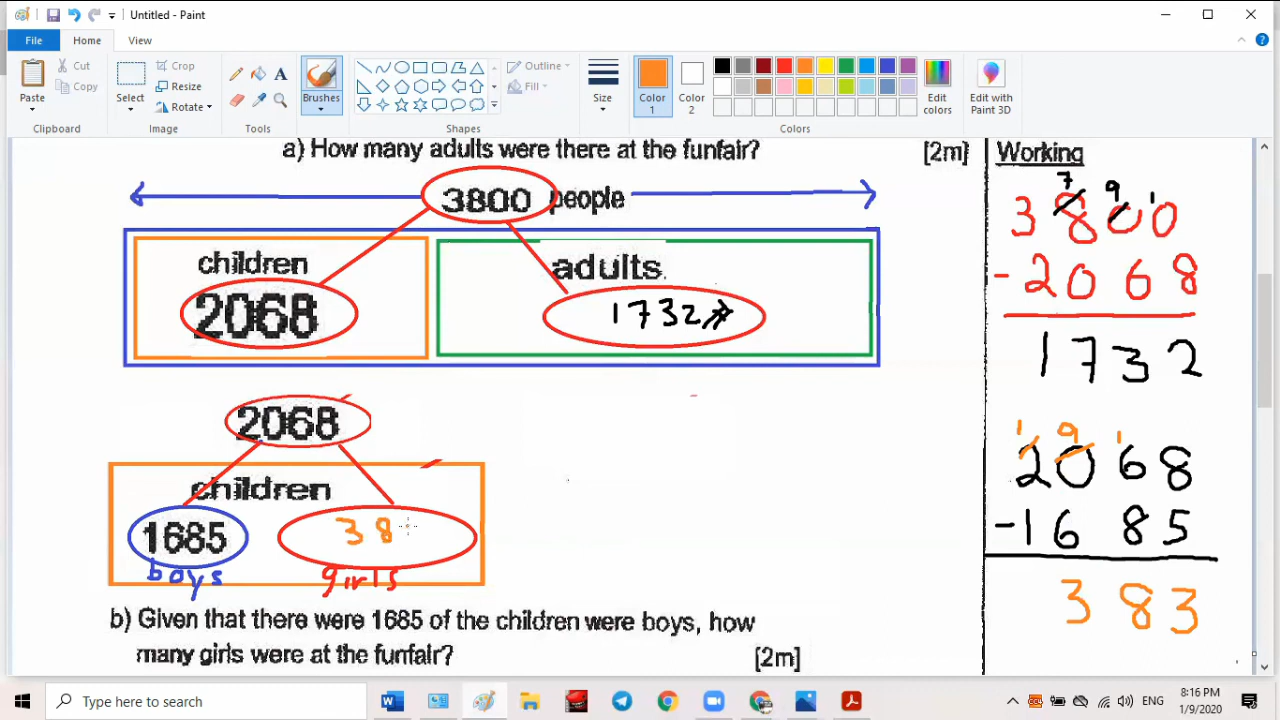 Untitled - Paint
File Home View
Paste
Cut
Copy
Clipboard
Select
Crop
Resize
Rotate
Image
Tools
Brushes
Shapes
Outline
Fill
Size
Color 1
Color 2
Colors
Edit colors
Edit with Paint 3D
a) How many adults were there at the funfair? [2m]
3800 people
children
2068
adults.
1732
2068
children
1685
boys
38
girls
b) Given that there were 1685 of the children were boys, how
many girls were at the funfair? [2m]
Working
7 9 1
3800
-2068
1732
1 9 1
2068
-1685
383
Type here to search
ENG
8:16 PM
1/9/2020